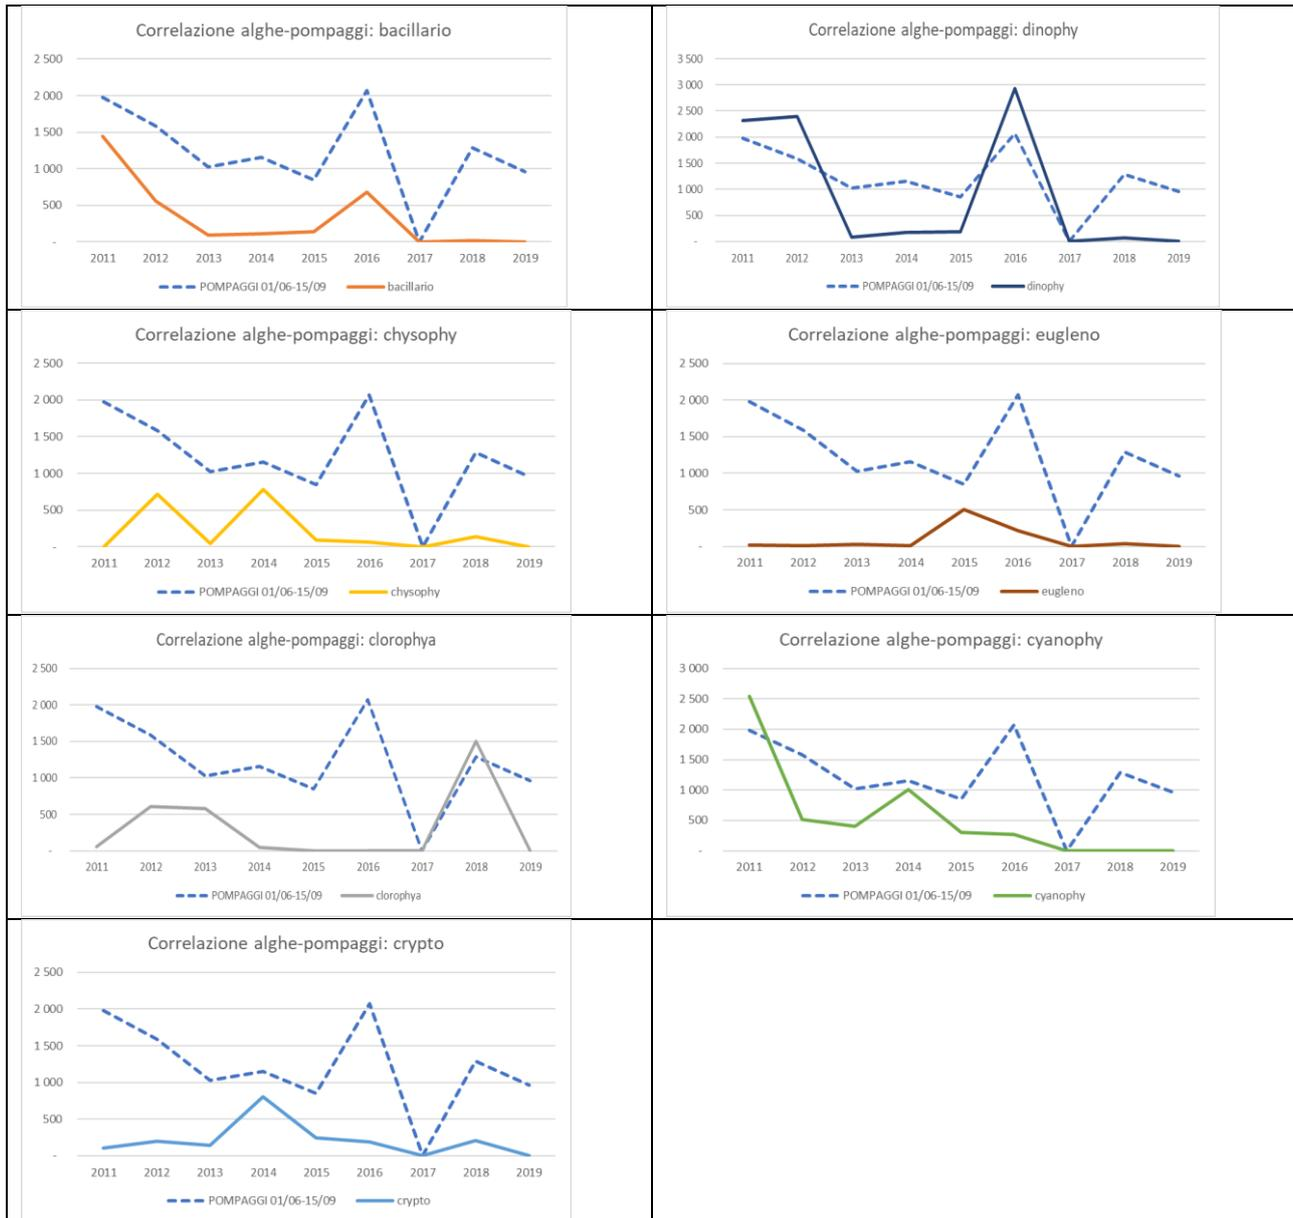 Correlazione alghe-pompaggi: bacillario
2 500
2 000
1 500
1 000
500
-
2011 2012 2013 2014 2015 2016 2017 2018 2019
POMPAGGI 01/06-15/09 bacillario
Correlazione alghe-pompaggi: dinophy
3 500
3 000
2 500
2 000
1 500
1 000
500
-
2011 2012 2013 2014 2015 2016 2017 2018 2019
POMPAGGI 01/06-15/09 dinophy
Correlazione alghe-pompaggi: chysophy
2 500
2 000
1 500
1 000
500
-
2011 2012 2013 2014 2015 2016 2017 2018 2019
POMPAGGI 01/06-15/09 chysophy
Correlazione alghe-pompaggi: eugleno
2 500
2 000
1 500
1 000
500
-
2011 2012 2013 2014 2015 2016 2017 2018 2019
POMPAGGI 01/06-15/09 eugleno
Correlazione alghe-pompaggi: clorophya
2 500
2 000
1 500
1 000
500
-
2011 2012 2013 2014 2015 2016 2017 2018 2019
POMPAGGI 01/06-15/09 clorophya
Correlazione alghe-pompaggi: cyanophy
3 000
2 500
2 000
1 500
1 000
500
-
2011 2012 2013 2014 2015 2016 2017 2018 2019
POMPAGGI 01/06-15/09 cyanophy
Correlazione alghe-pompaggi: crypto
2 500
2 000
1 500
1 000
500
-
2011 2012 2013 2014 2015 2016 2017 2018 2019
POMPAGGI 01/06-15/09 crypto